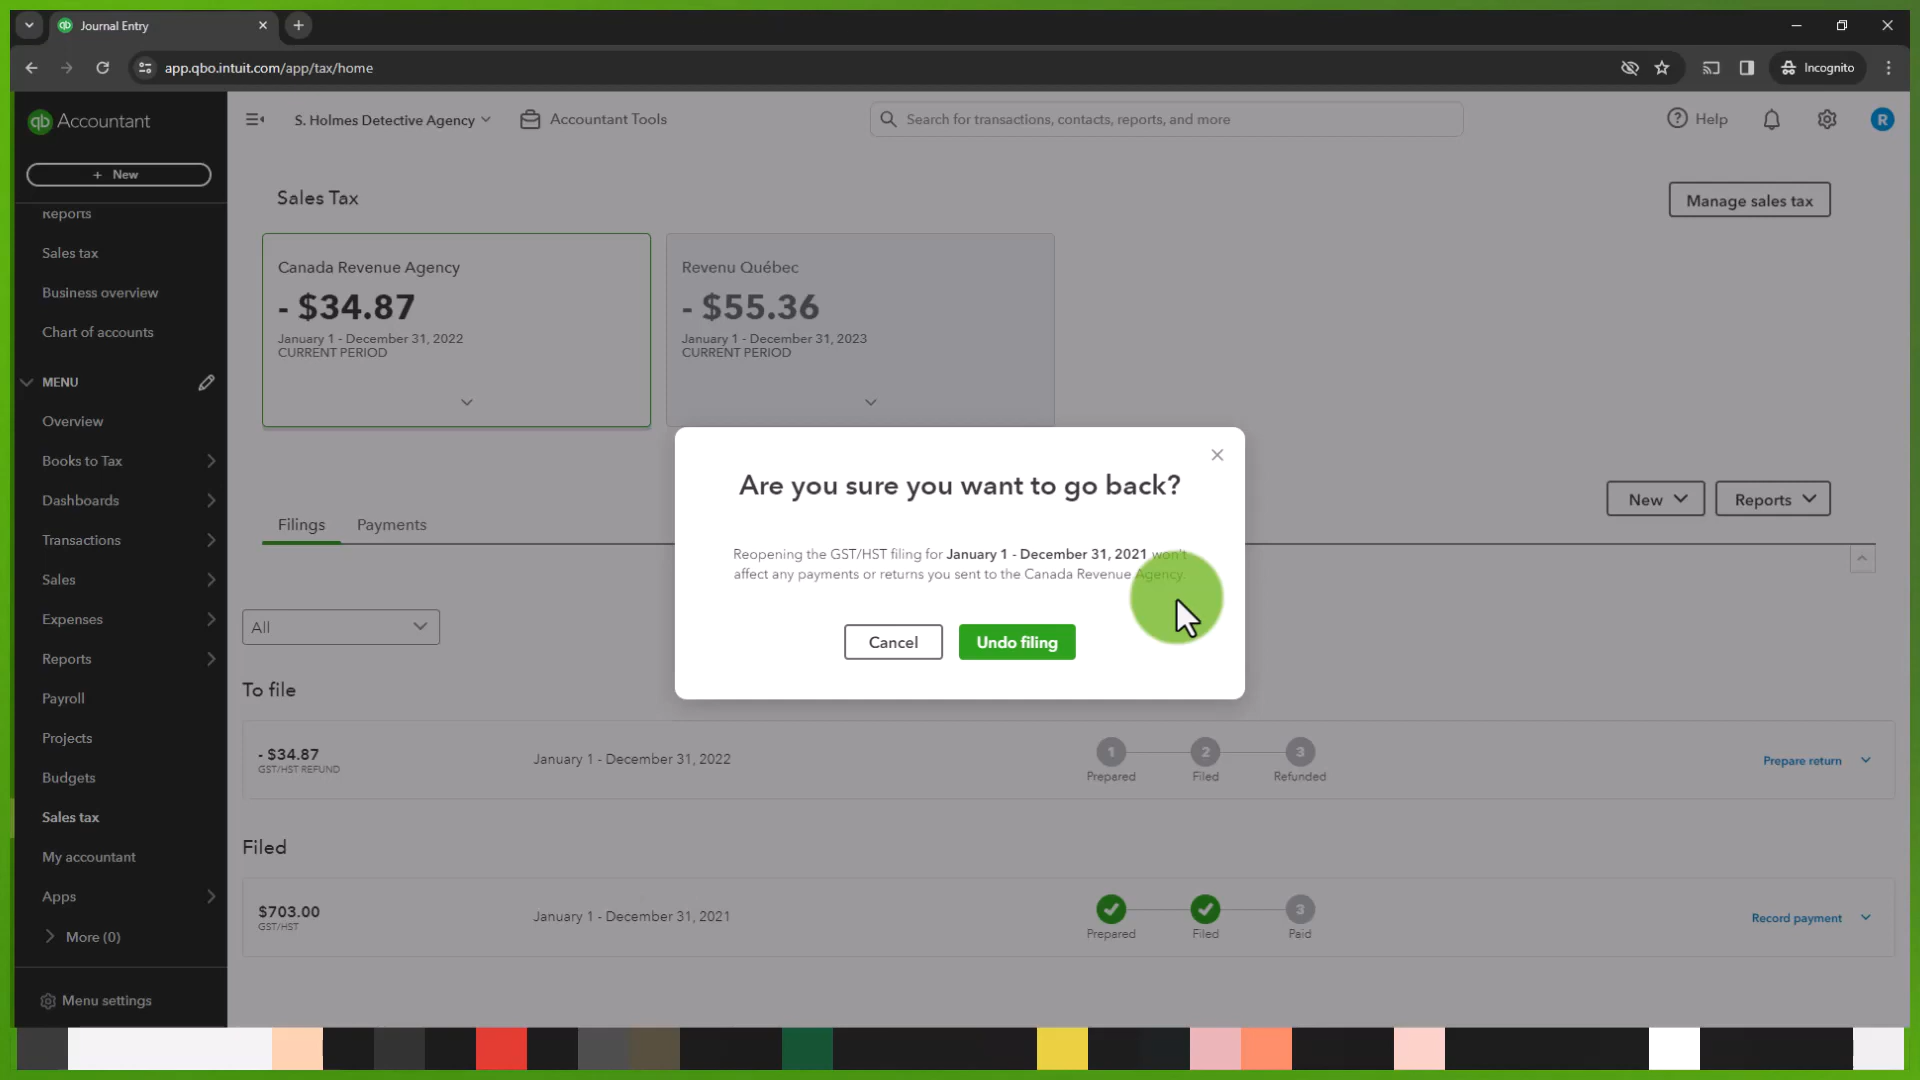 Journal Entry
app.qbo.intuit.com/app/tax/home
Incognito
qb Accountant
S. Holmes Detective Agency
Accountant Tools
Search for transactions, contacts, reports, and more
Help
R
+ New
Reports
Sales tax
Business overview
Chart of accounts
MENU
Overview
Books to Tax
Dashboards
Transactions
Sales
Expenses
Reports
Payroll
Projects
Budgets
Sales tax
My accountant
Apps
More (0)
Menu settings
Sales Tax
Manage sales tax
Canada Revenue Agency
- $34.87
January 1 - December 31, 2022
CURRENT PERIOD
Revenu Québec
- $55.36
January 1 - December 31, 2023
CURRENT PERIOD
Filings
Payments
New
Reports
Are you sure you want to go back?
Reopening the GST/HST filing for January 1 - December 31, 2021 won't
affect any payments or returns you sent to the Canada Revenue Agency.
Cancel
Undo filing
All
To file
- $34.87
GST/HST REFUND
January 1 - December 31, 2022
1
2
3
Prepared
Filed
Refunded
Prepare return
Filed
$703.00
GST/HST
January 1 - December 31, 2021
3
Prepared
Filed
Paid
Record payment